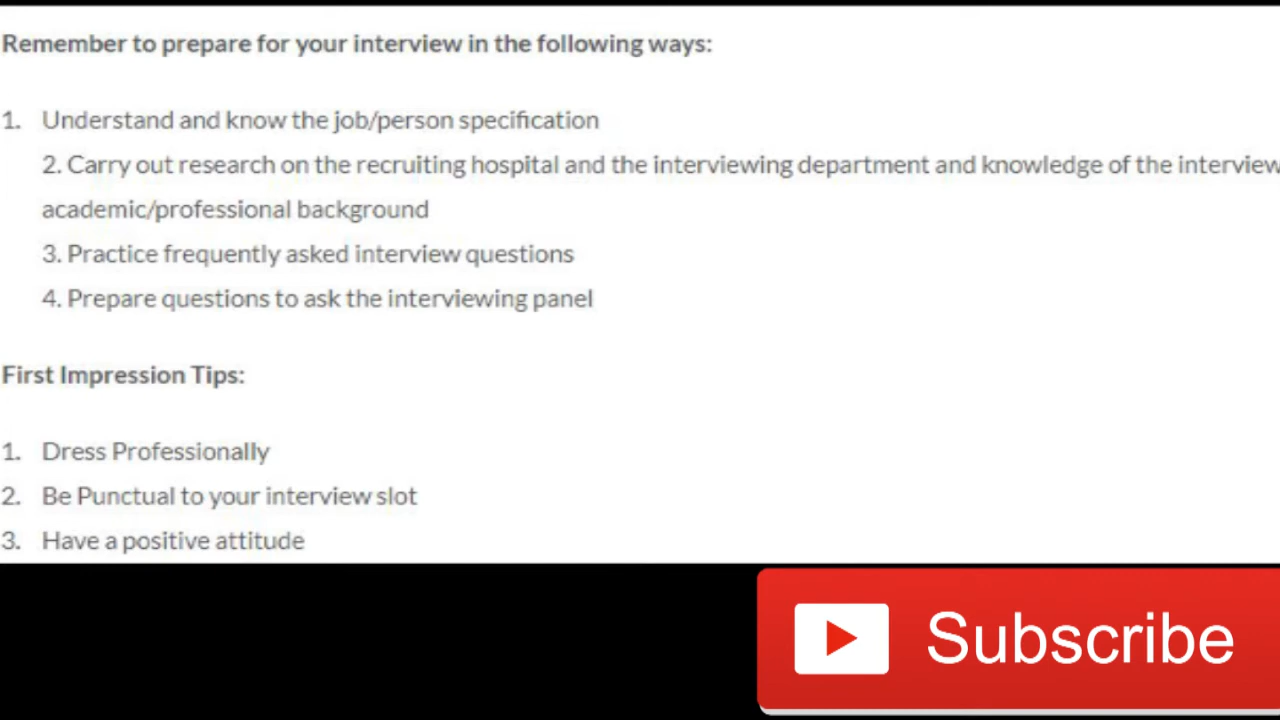 Remember to prepare for your interview in the following ways:
1. Understand and know the job/person specification
2. Carry out research on the recruiting hospital and the interviewing department and knowledge of the interview
academic/professional background
3. Practice frequently asked interview questions
4. Prepare questions to ask the interviewing panel
First Impression Tips:
1. Dress Professionally
2. Be Punctual to your interview slot
3. Have a positive attitude
Subscribe